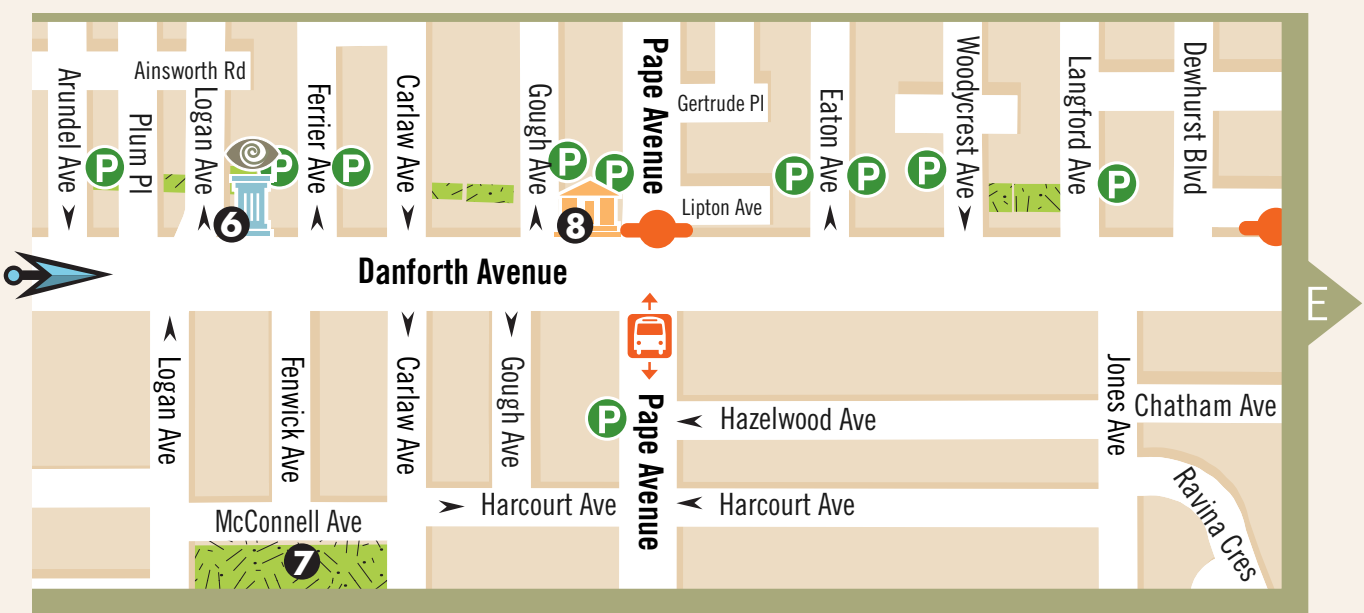 Arundel Ave
Plum Pl
Ainsworth Rd
Logan Ave
Ferrier Ave
Carlaw Ave
Gough Ave
Pape Avenue
Gertrude Pl
Lipton Ave
Eaton Ave
Woodycrest Ave
Langford Ave
Dewhurst Blvd
P
P
P
P
P
P
P
P
P
6
8
Danforth Avenue
E
Logan Ave
Fenwick Ave
Carlaw Ave
Gough Ave
P
Pape Avenue
Hazelwood Ave
Jones Ave
Chatham Ave
Harcourt Ave
Harcourt Ave
Ravina Cres
McConnell Ave
7